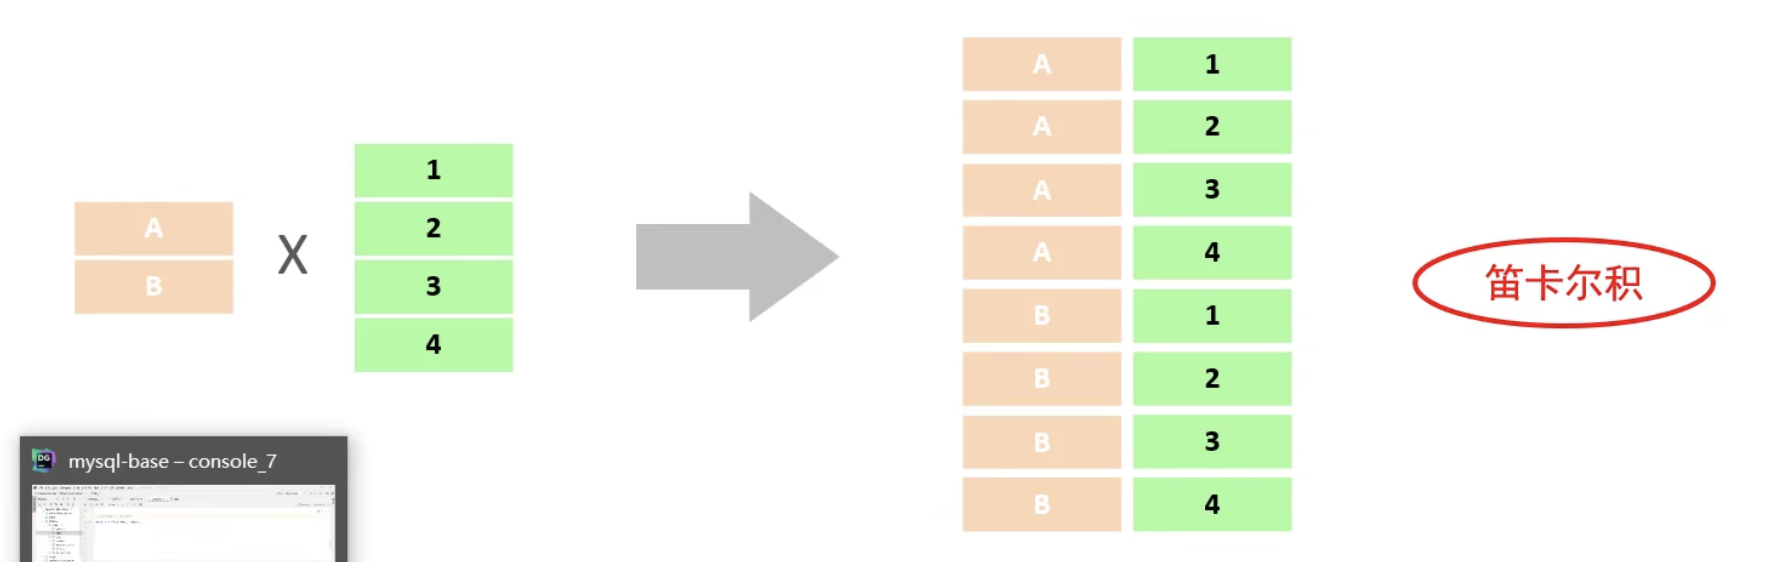 A
B
X
1
2
3
4
A 1
A 2
A 3
A 4
B 1
B 2
B 3
B 4
笛卡尔积
DG
mysql-base – console_7